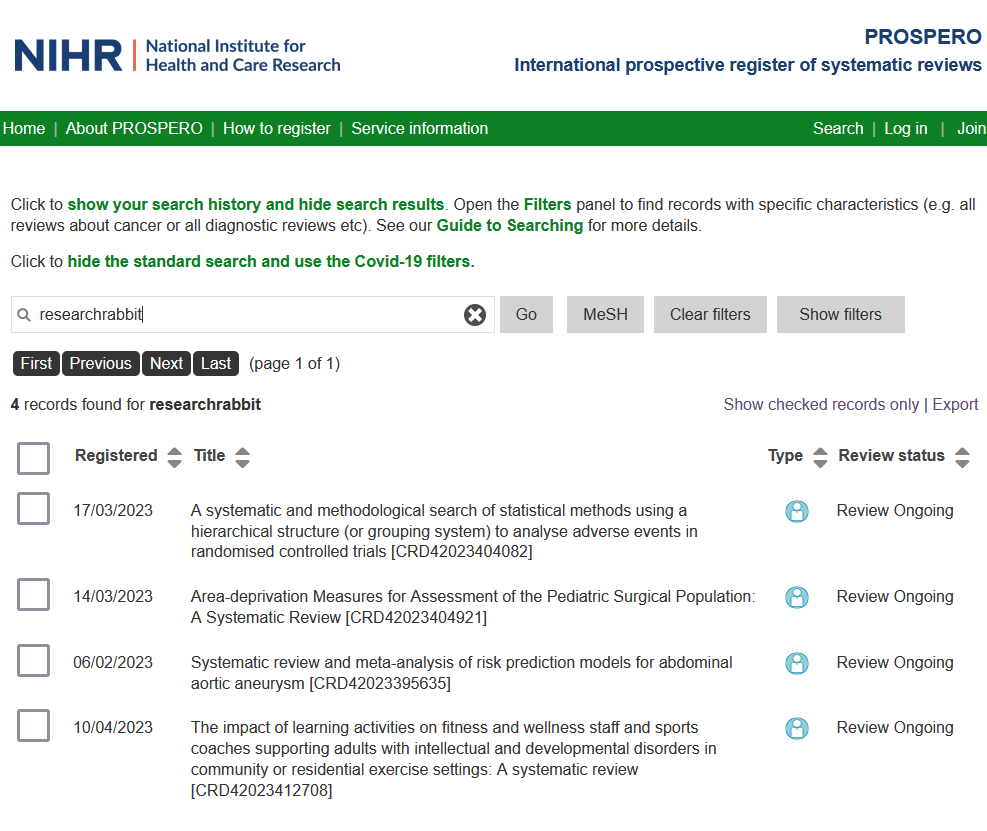 NIHR | National Institute for
Health and Care Research
PROSPERO
International prospective register of systematic reviews
Home | About PROSPERO | How to register | Service information
Search | Log in | Join
Click to show your search history and hide search results. Open the Filters panel to find records with specific characteristics (e.g. all
reviews about cancer or all diagnostic reviews etc). See our Guide to Searching for more details.
Click to hide the standard search and use the Covid-19 filters.
researchrabbit
Go
MeSH
Clear filters
Show filters
First Previous Next Last (page 1 of 1)
4 records found for researchrabbit
Show checked records only | Export
Registered Title Type Review status
17/03/2023 A systematic and methodological search of statistical methods using a Review Ongoing
hierarchical structure (or grouping system) to analyse adverse events in
randomised controlled trials [CRD42023404082]
14/03/2023 Area-deprivation Measures for Assessment of the Pediatric Surgical Population: Review Ongoing
A Systematic Review [CRD42023404921]
06/02/2023 Systematic review and meta-analysis of risk prediction models for abdominal Review Ongoing
aortic aneurysm [CRD42023395635]
10/04/2023 The impact of learning activities on fitness and wellness staff and sports Review Ongoing
coaches supporting adults with intellectual and developmental disorders in
community or residential exercise settings: A systematic review
[CRD42023412708]